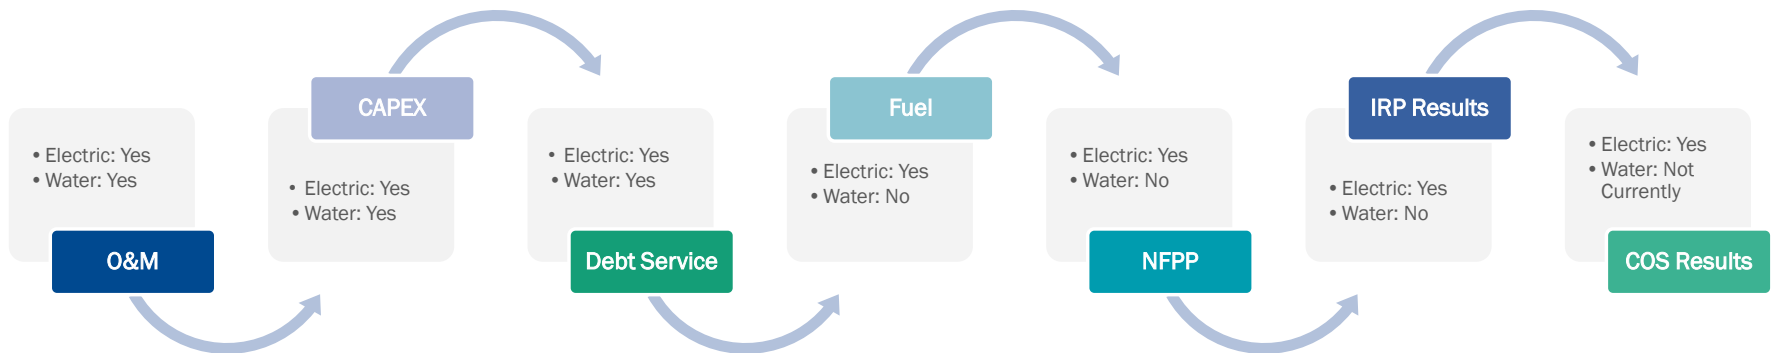 • Electric: Yes
• Water: Yes
O&M
CAPEX
• Electric: Yes
• Water: Yes
• Electric: Yes
• Water: Yes
Debt Service
Fuel
• Electric: Yes
• Water: No
• Electric: Yes
• Water: No
NFPP
IRP Results
• Electric: Yes
• Water: No
• Electric: Yes
• Water: Not
Currently
COS Results